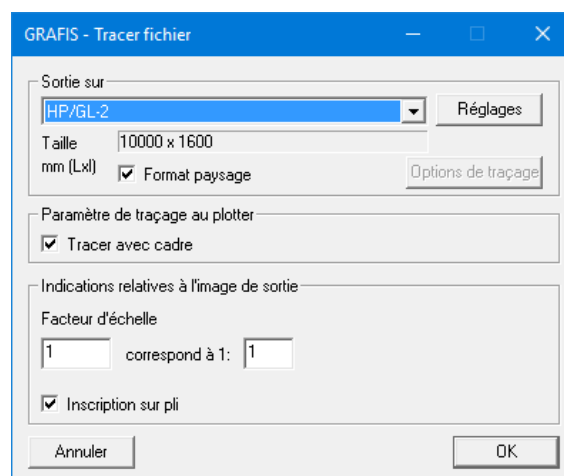 GRAFIS - Tracer fichier
Sortie sur
HP/GL-2
Réglages
Taille
mm (Lxl)
10000 x 1600
Format paysage
Options de traçage
Paramètre de traçage au plotter
Tracer avec cadre
Indications relatives à l'image de sortie
Facteur d'échelle
1 correspond à 1: 1
Inscription sur pli
Annuler
OK